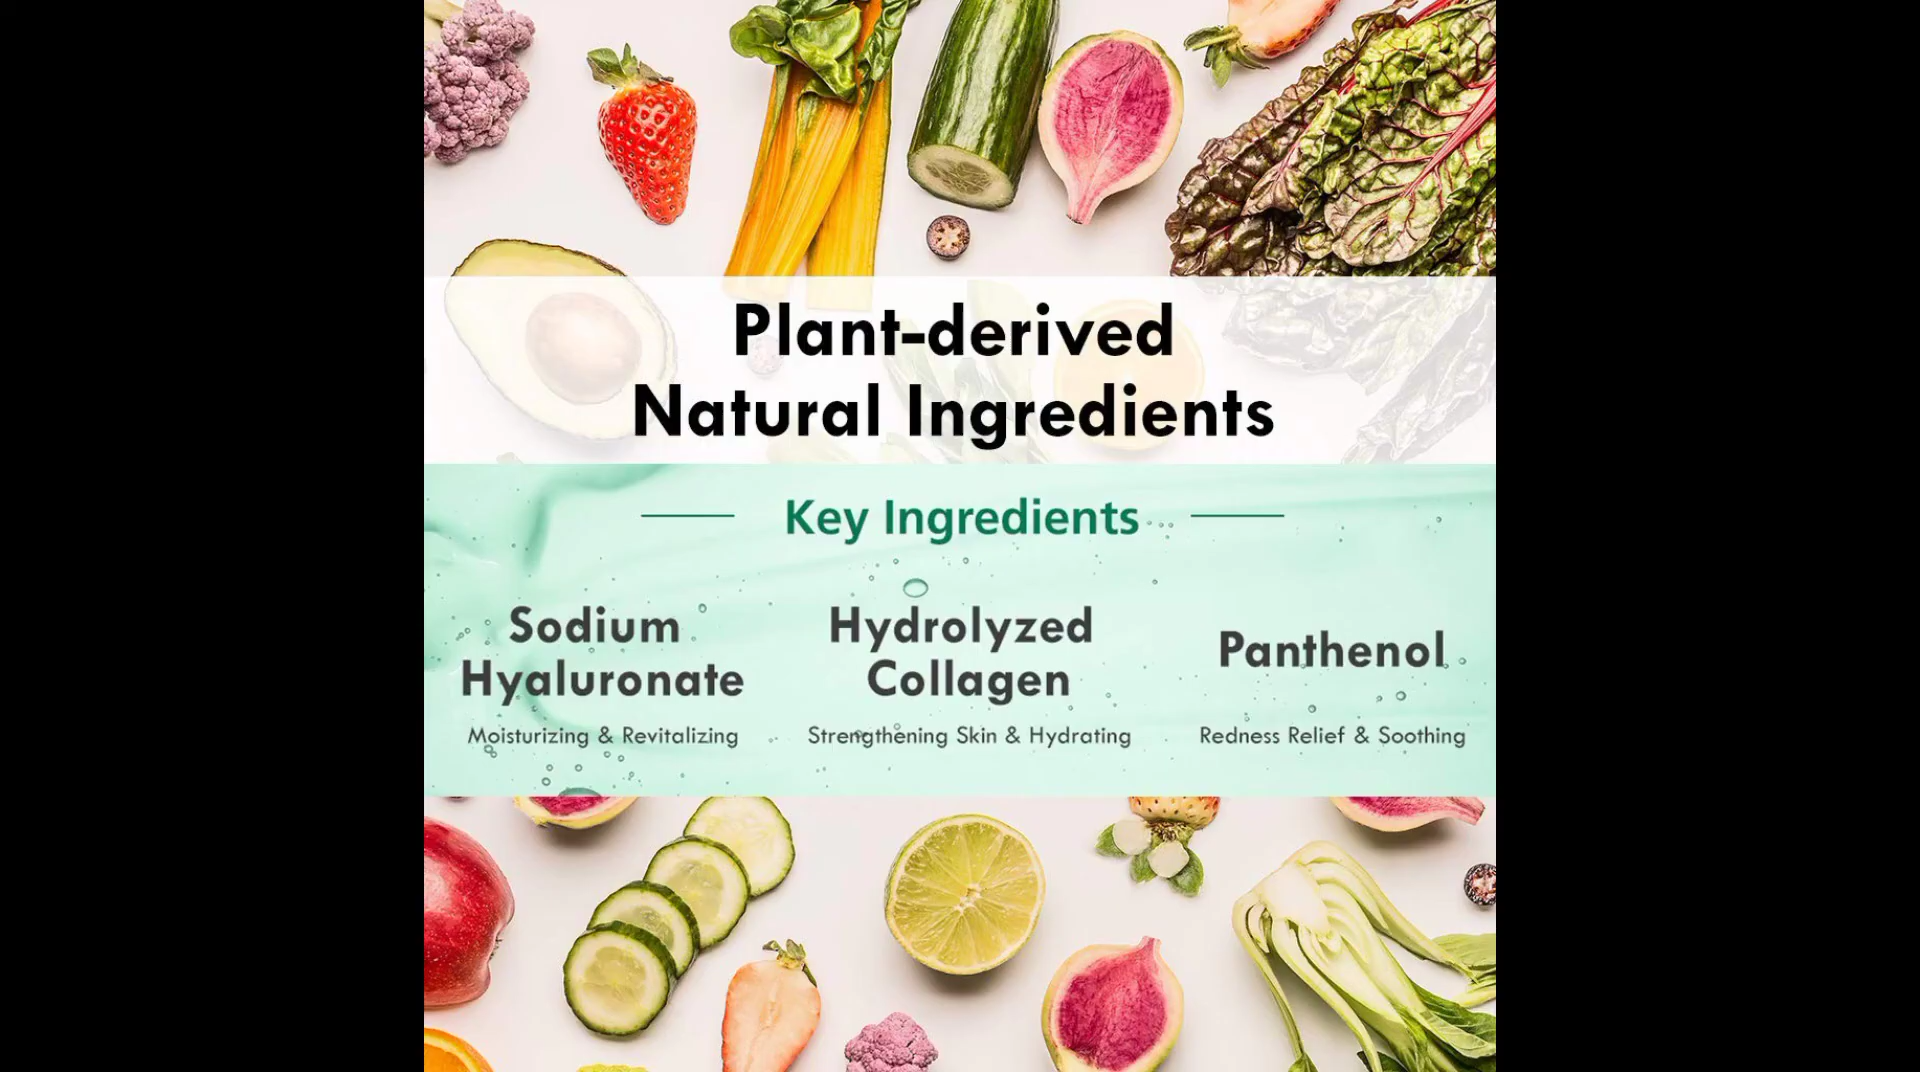 Plant-derived
Natural Ingredients
Key Ingredients
Sodium
Hyaluronate
Moisturizing & Revitalizing
Hydrolyzed
Collagen
Strengthening Skin & Hydrating
Panthenol
Redness Relief & Soothing